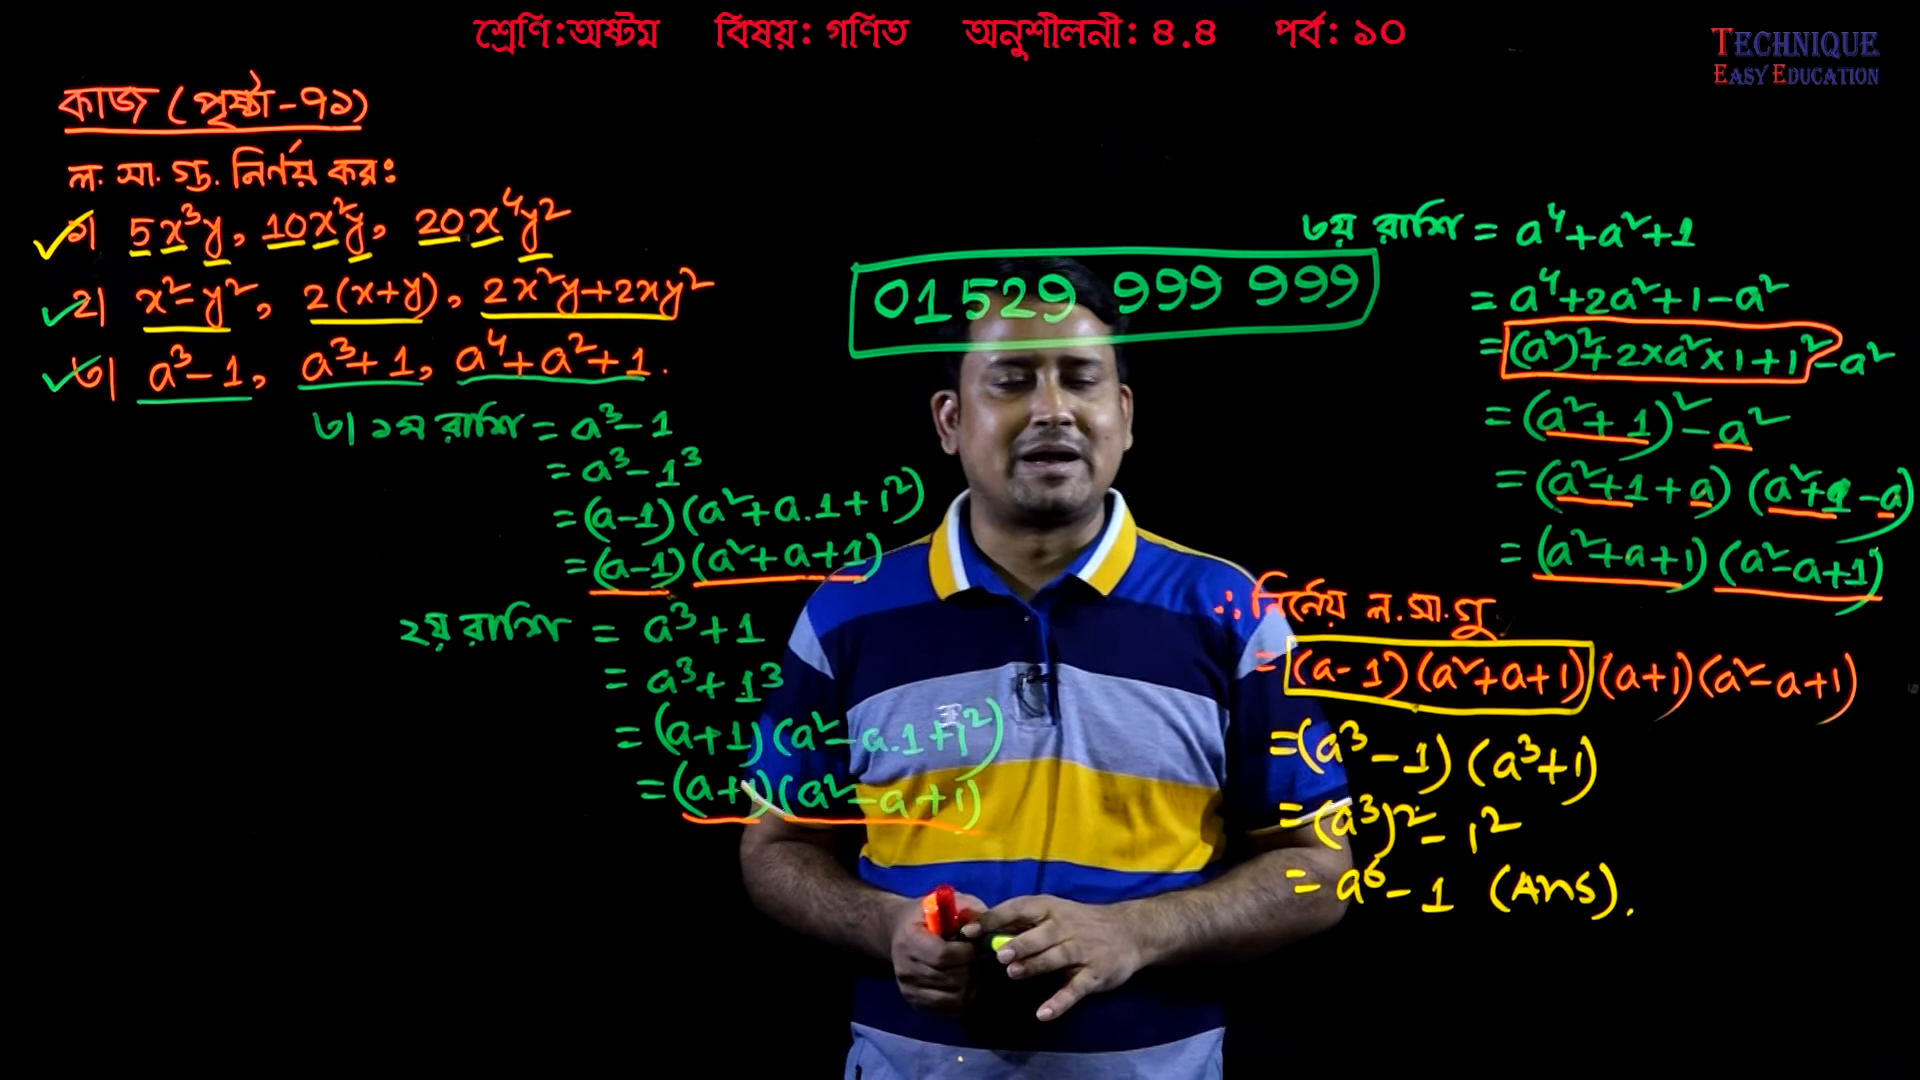 শ্রেণি:অষ্টম বিষয়: গণিত অনুশীলনী: ৪.৪ পর্ব: ১০
TECHNIQUE
EASY EDUCATION
কাজ (পৃষ্ঠা-৭১)
ল. সা. গু. নির্ণয় কর:
১| 5x³y, 10x²y, 20x⁴y²
২| x²-y², 2(x+y), 2x²y+2xy²
৩| a³-1, a³+1, a⁴+a²+1.
৩| ১ম রাশি = a³-1
= a³-1³
= (a-1)(a²+a.1+1²)
= (a-1)(a²+a+1)
২য় রাশি = a³+1
= a³+1³
= (a+1)(a²-a.1+1²)
= (a+1)(a²-a+1)
01529 999 999
৩য় রাশি = a⁴+a²+1
= a⁴+2a²+1-a²
= (a²)²+2×a²×1+1²-a²
= (a²+1)²-a²
= (a²+1+a)(a²+1-a)
= (a²+a+1)(a²-a+1)
∴ নির্নেয় ল.সা.গু
= (a-1)(a²+a+1)(a+1)(a²-a+1)
=(a³-1)(a³+1)
= (a³)²-1²
= a⁶-1 (Ans).